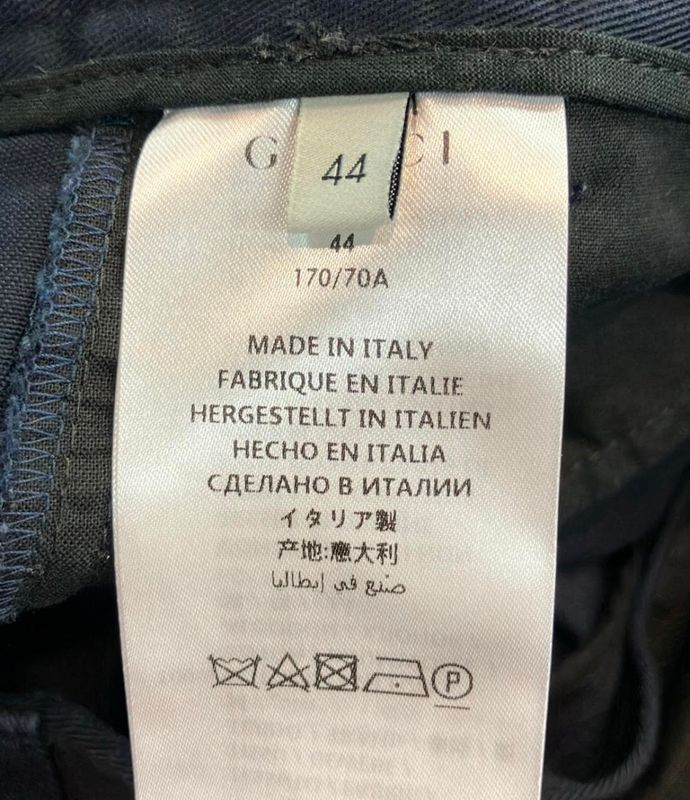 G CI
44
44
170/70A
MADE IN ITALY
FABRIQUE EN ITALIE
HERGESTELLT IN ITALIEN
HECHO EN ITALIA
СДЕЛАНО В ИТАЛИИ
イタリア製
产地:意大利
صنع في إيطاليا
P